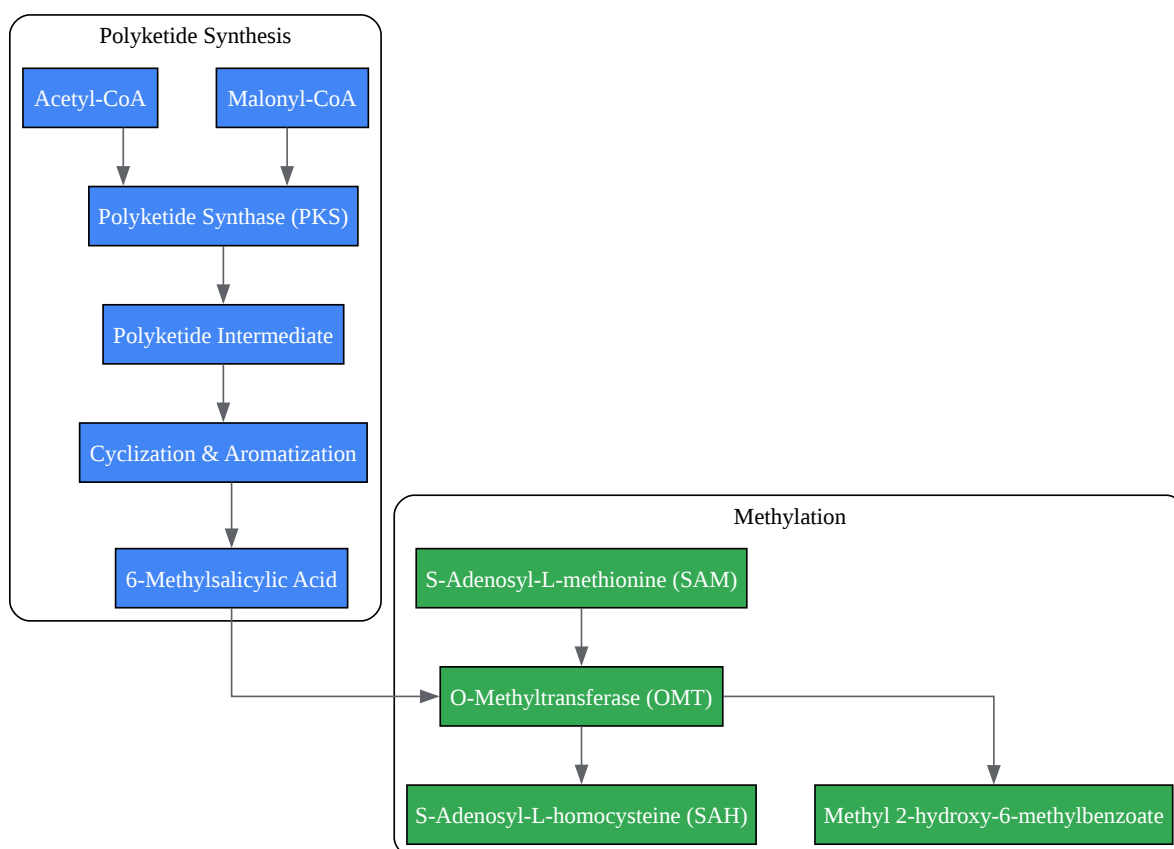 Polyketide Synthesis
Acetyl-CoA
Malonyl-CoA
Polyketide Synthase (PKS)
Polyketide Intermediate
Cyclization & Aromatization
6-Methylsalicylic Acid
Methylation
S-Adenosyl-L-methionine (SAM)
O-Methyltransferase (OMT)
S-Adenosyl-L-homocysteine (SAH)
Methyl 2-hydroxy-6-methylbenzoate